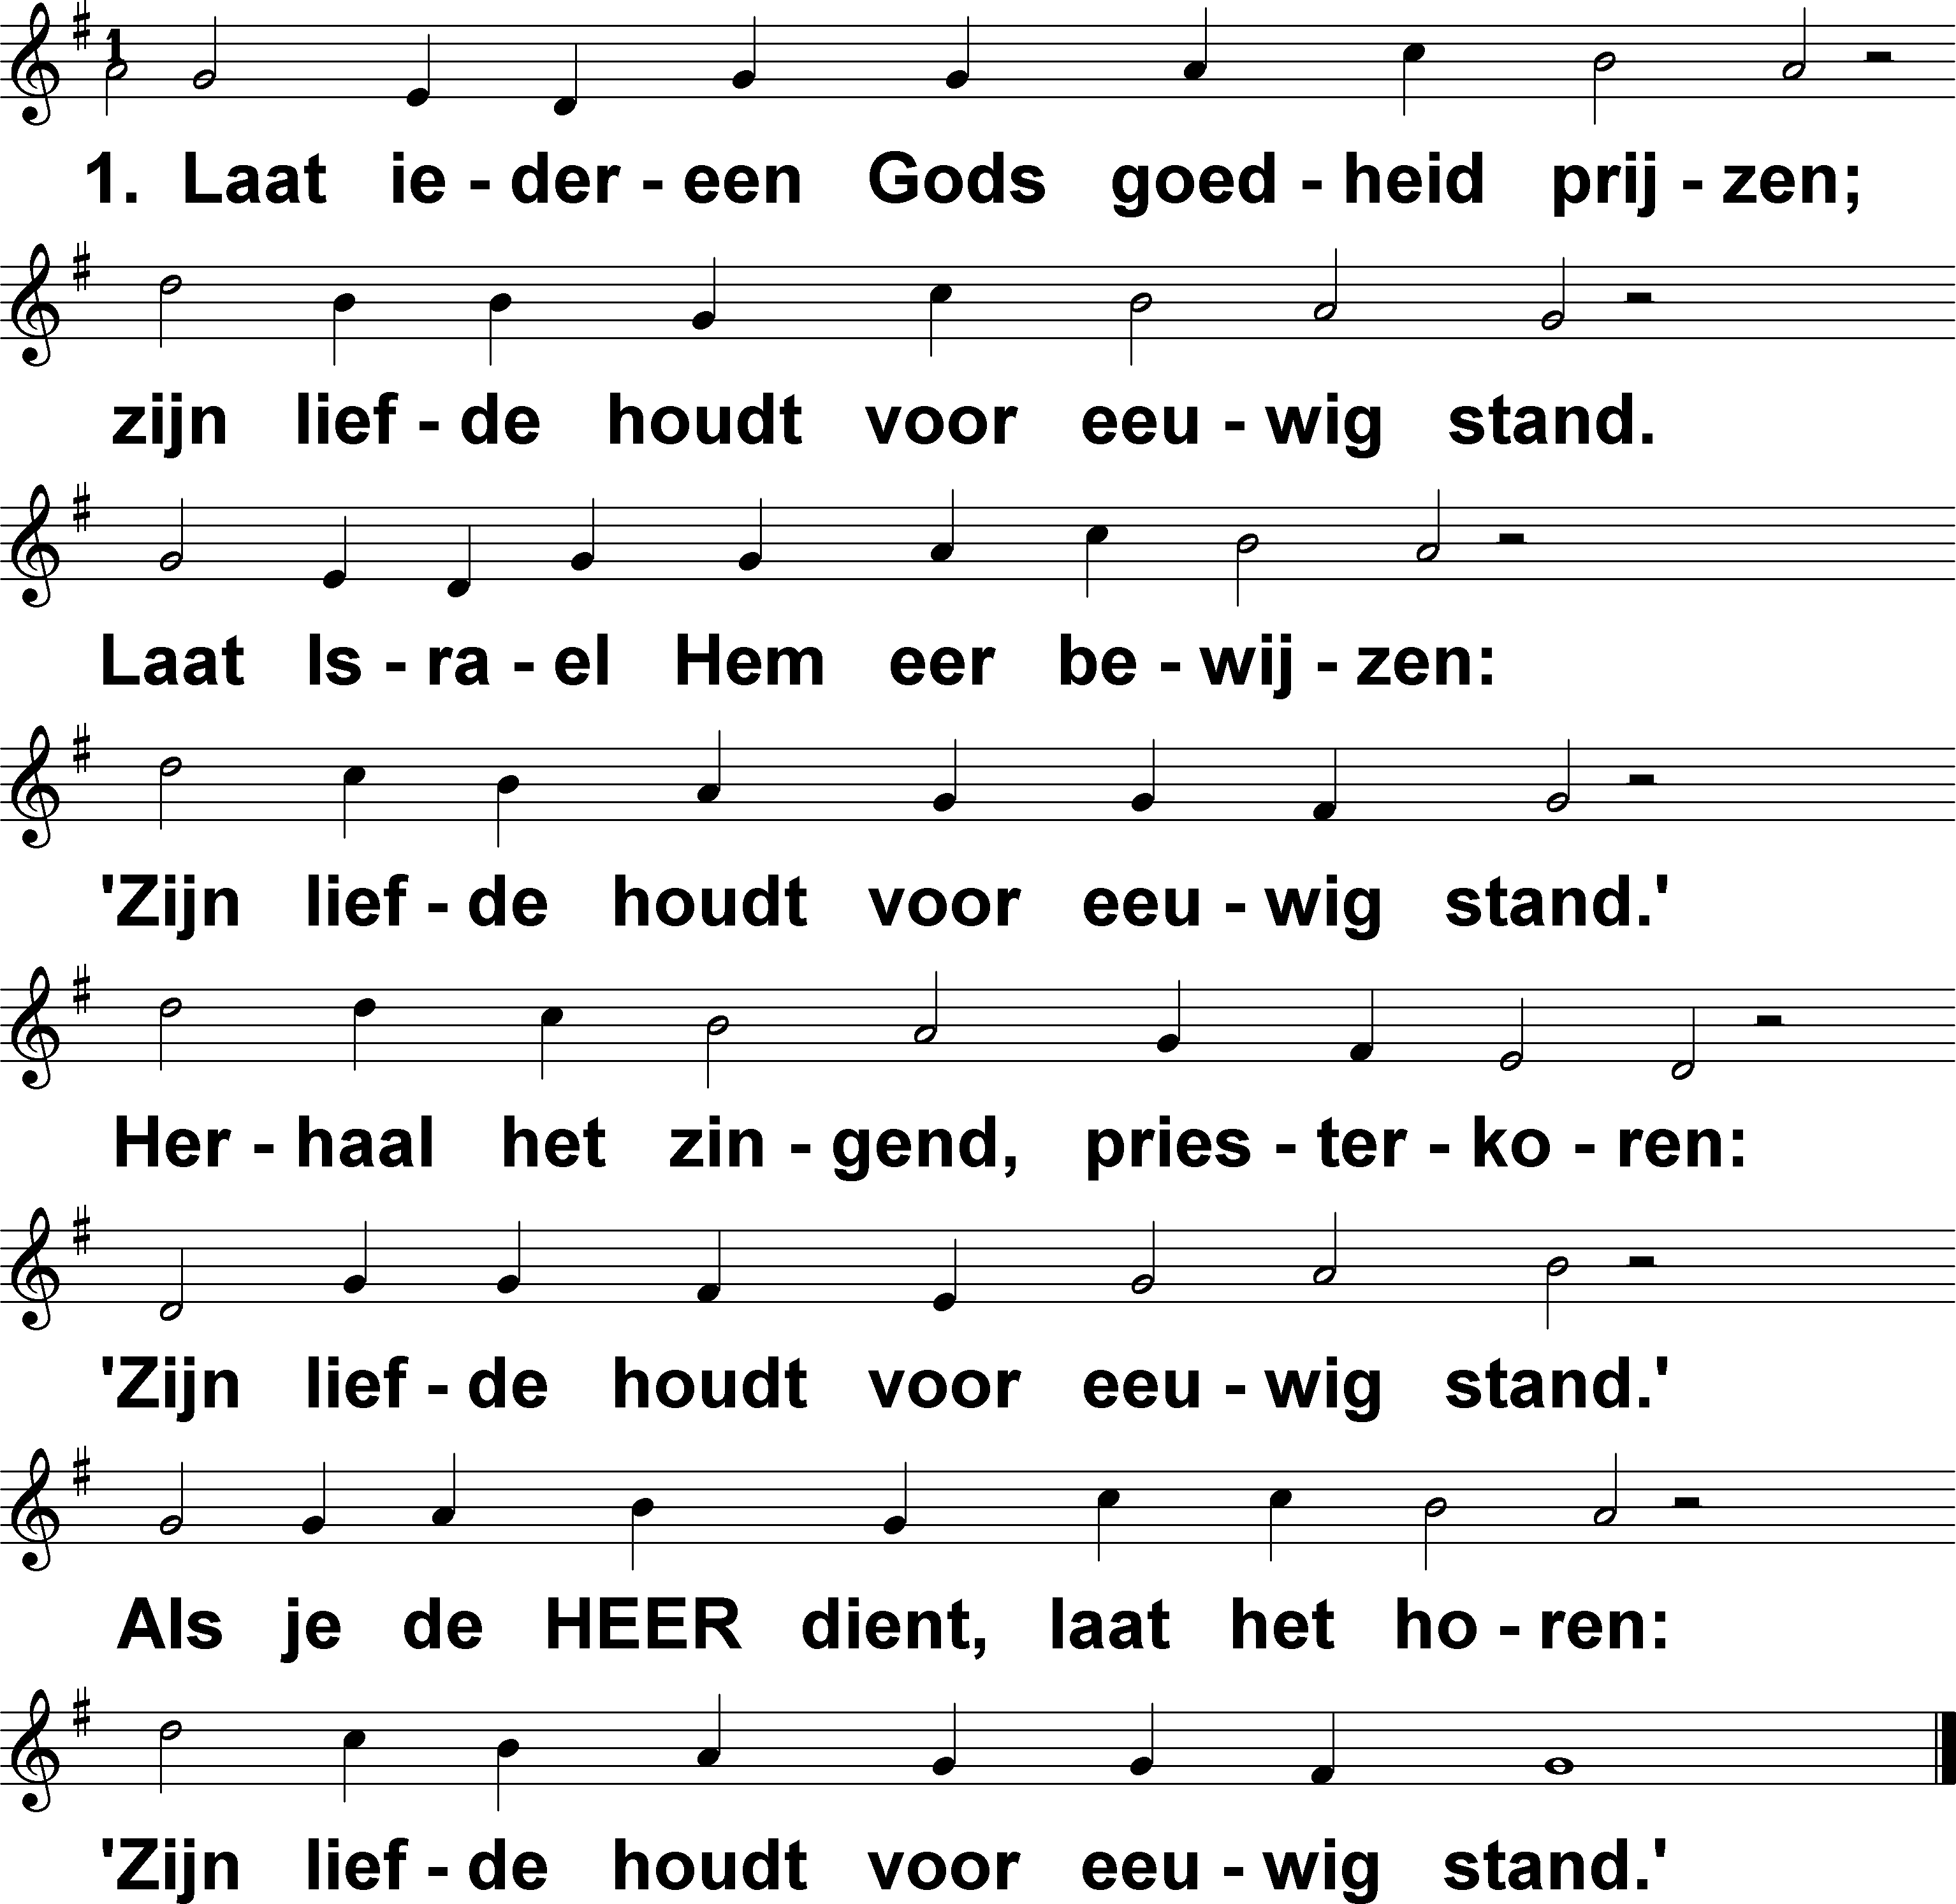 1
1. Laat ie - der - een Gods goed - heid prij - zen;
zijn lief - de houdt voor eeu - wig stand.
Laat Is - ra - el Hem eer be - wij - zen:
'Zijn lief - de houdt voor eeu - wig stand.'
Her - haal het zin - gend, pries - ter - ko - ren:
'Zijn lief - de houdt voor eeu - wig stand.'
Als je de HEER dient, laat het ho - ren:
'Zijn lief - de houdt voor eeu - wig stand.'